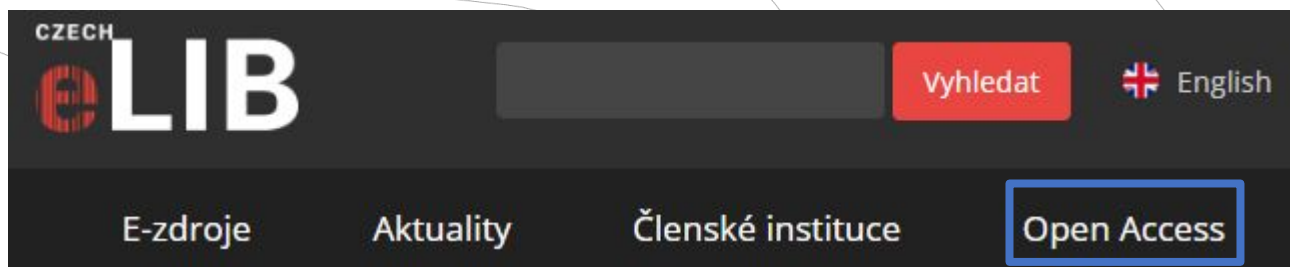 CZECH
eLIB
Vyhledat English
E-zdroje Aktuality Členské instituce Open Access